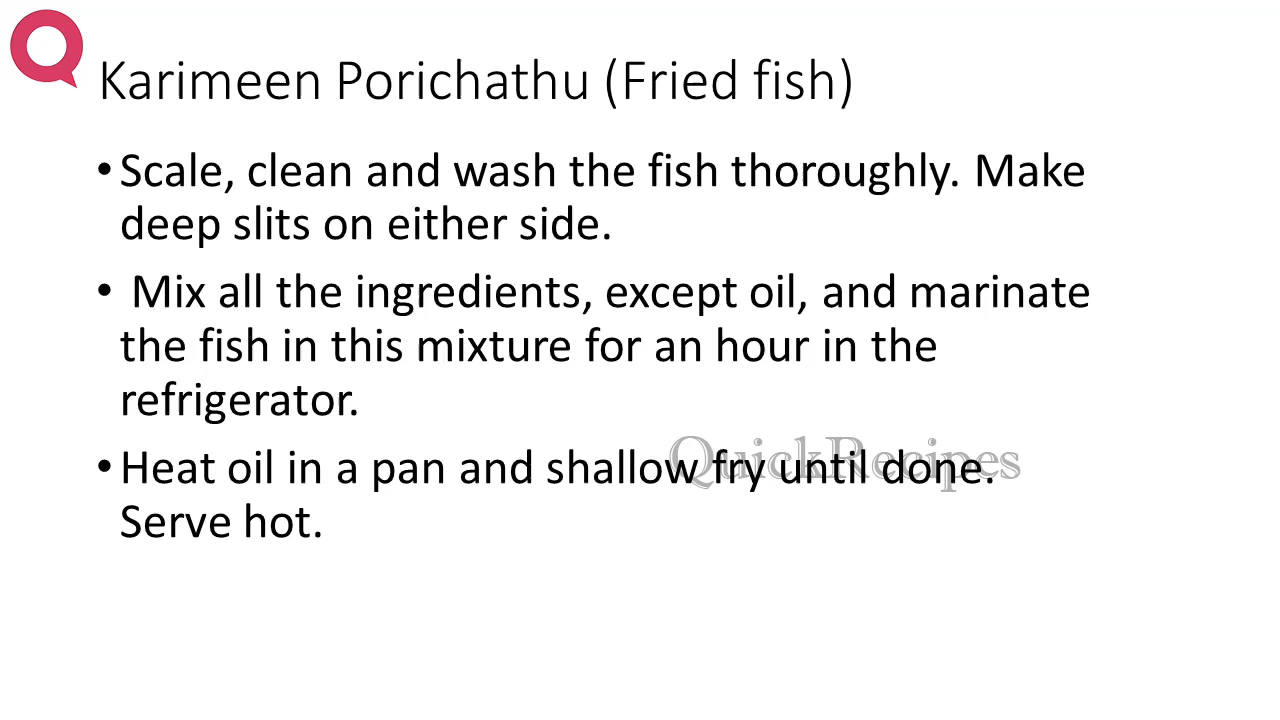 Karimeen Porichathu (Fried fish)
• Scale, clean and wash the fish thoroughly. Make
deep slits on either side.
• Mix all the ingredients, except oil, and marinate
the fish in this mixture for an hour in the
refrigerator.
• Heat oil in a pan and shallow fry until done.
Serve hot.
QuickRecipes